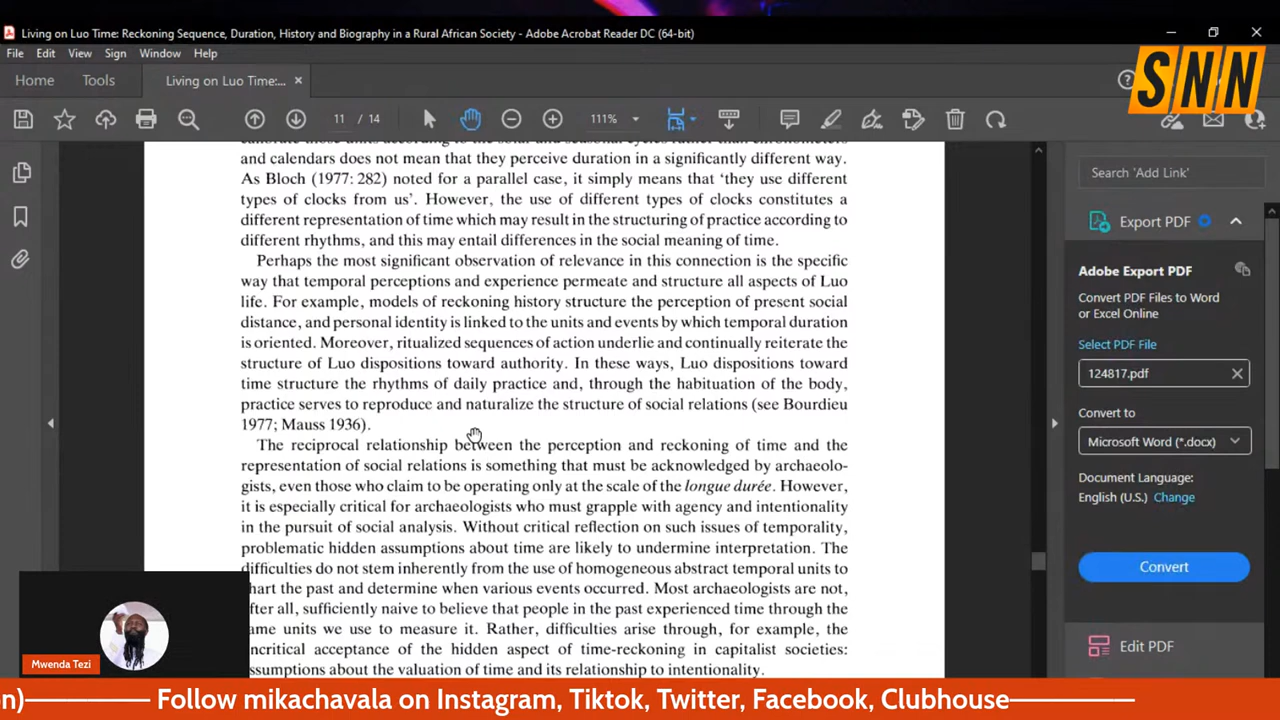 Living on Luo Time: Reckoning Sequence, Duration, History and Biography in a Rural African Society - Adobe Acrobat Reader DC (64-bit)
File Edit View Sign Window Help
Home Tools Living on Luo Time:...
SNN
11 / 14 111%
and calendars does not mean that they perceive duration in a significantly different way.
As Bloch (1977: 282) noted for a parallel case, it simply means that ‘they use different
types of clocks from us’. However, the use of different types of clocks constitutes a
different representation of time which may result in the structuring of practice according to
different rhythms, and this may entail differences in the social meaning of time.
Perhaps the most significant observation of relevance in this connection is the specific
way that temporal perceptions and experience permeate and structure all aspects of Luo
life. For example, models of reckoning history structure the perception of present social
distance, and personal identity is linked to the units and events by which temporal duration
is oriented. Moreover, ritualized sequences of action underlie and continually reiterate the
structure of Luo dispositions toward authority. In these ways, Luo dispositions toward
time structure the rhythms of daily practice and, through the habituation of the body,
practice serves to reproduce and naturalize the structure of social relations (see Bourdieu
1977; Mauss 1936).
The reciprocal relationship between the perception and reckoning of time and the
representation of social relations is something that must be acknowledged by archaeolo-
gists, even those who claim to be operating only at the scale of the longue durée. However,
it is especially critical for archaeologists who must grapple with agency and intentionality
in the pursuit of social analysis. Without critical reflection on such issues of temporality,
problematic hidden assumptions about time are likely to undermine interpretation. The
difficulties do not stem inherently from the use of homogeneous abstract temporal units to
hart the past and determine when various events occurred. Most archaeologists are not,
fter all, sufficiently naive to believe that people in the past experienced time through the
ame units we use to measure it. Rather, difficulties arise through, for example, the
ncritical acceptance of the hidden aspect of time-reckoning in capitalist societies:
ssumptions about the valuation of time and its relationship to intentionality.
Search 'Add Link'
Export PDF
Adobe Export PDF
Convert PDF Files to Word
or Excel Online
Select PDF File
124817.pdf
Convert to
Microsoft Word (*.docx)
Document Language:
English (U.S.) Change
Convert
Edit PDF
Mwenda Tezi
n)———— Follow mikachavala on Instagram, Tiktok, Twitter, Facebook, Clubhouse————